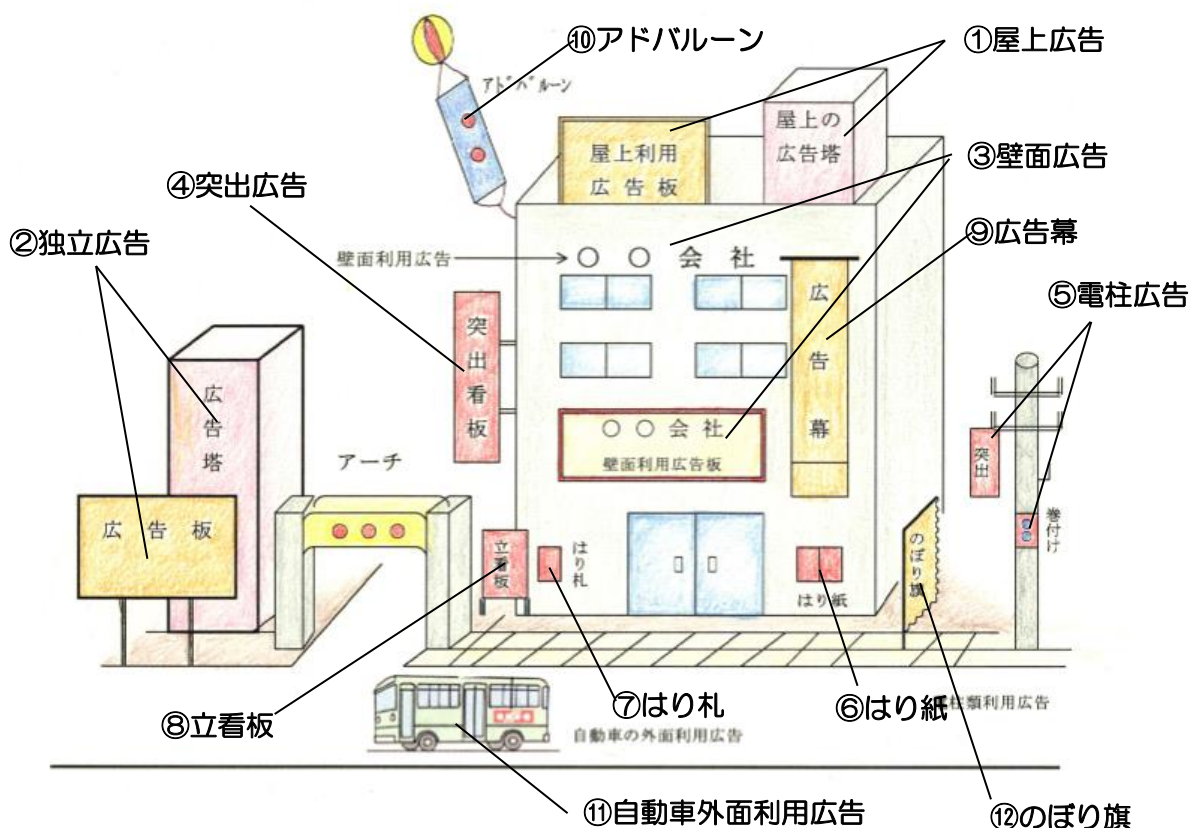 ⑩アドバルーン
①屋上広告
アドバルーン
屋上の
広告塔
屋上利用
広告板
③壁面広告
④突出広告
②独立広告
⑨広告幕
壁面利用広告
○○会社
広告幕
⑤電柱広告
突出看板
広告塔
○○会社
壁面利用広告板
突出
アーチ
広告板
巻付け
立看板
はり札
のぼり旗
はり紙
⑧立看板
⑦はり札
⑥はり紙
柱類利用広告
自動車の外面利用広告
⑪自動車外面利用広告
⑫のぼり旗